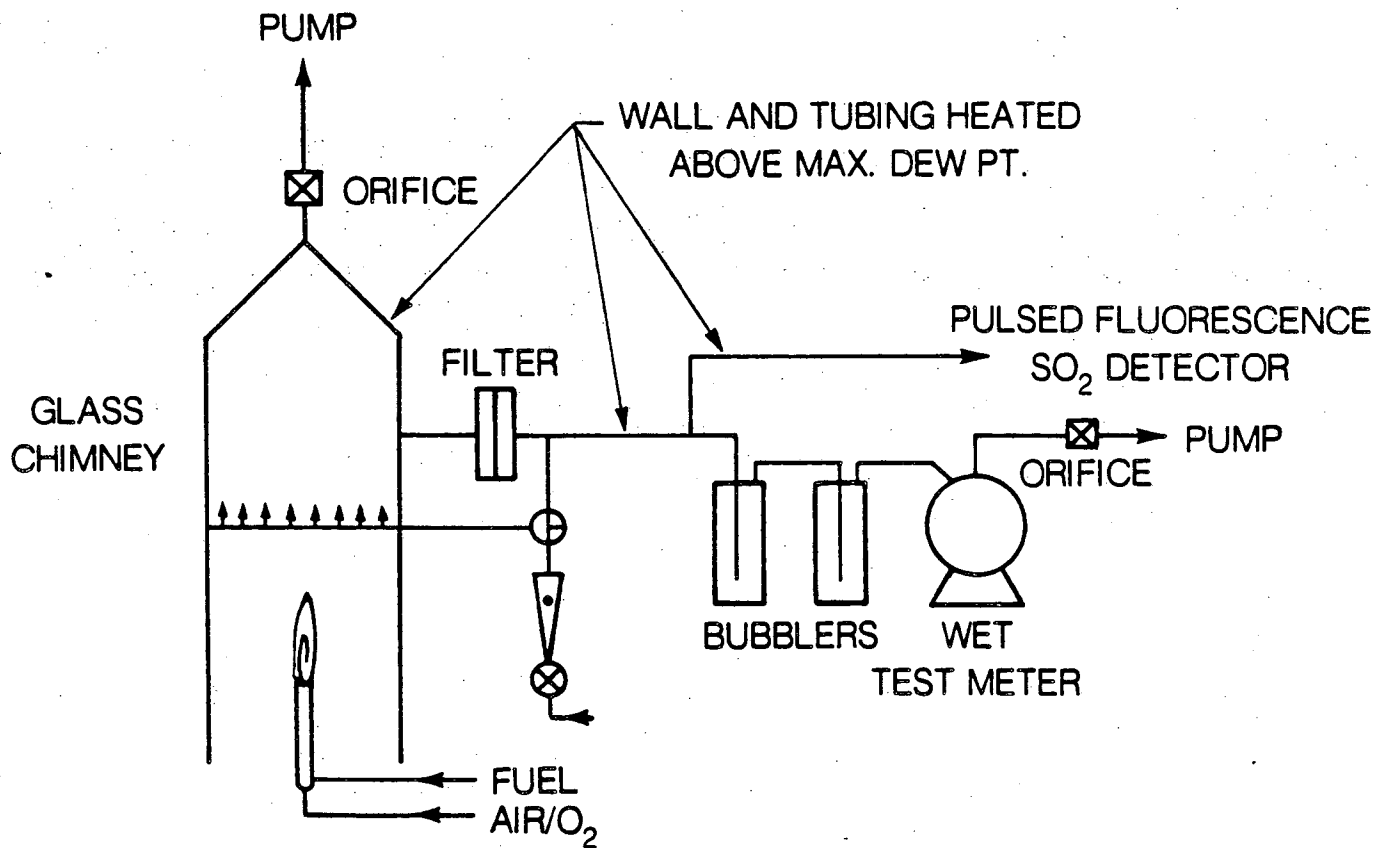 PUMP
WALL AND TUBING HEATED
ABOVE MAX. DEW PT.
ORIFICE
PULSED FLUORESCENCE
SO₂ DETECTOR
FILTER
GLASS
CHIMNEY
PUMP
ORIFICE
BUBBLERS
WET
TEST METER
FUEL
AIR/O₂